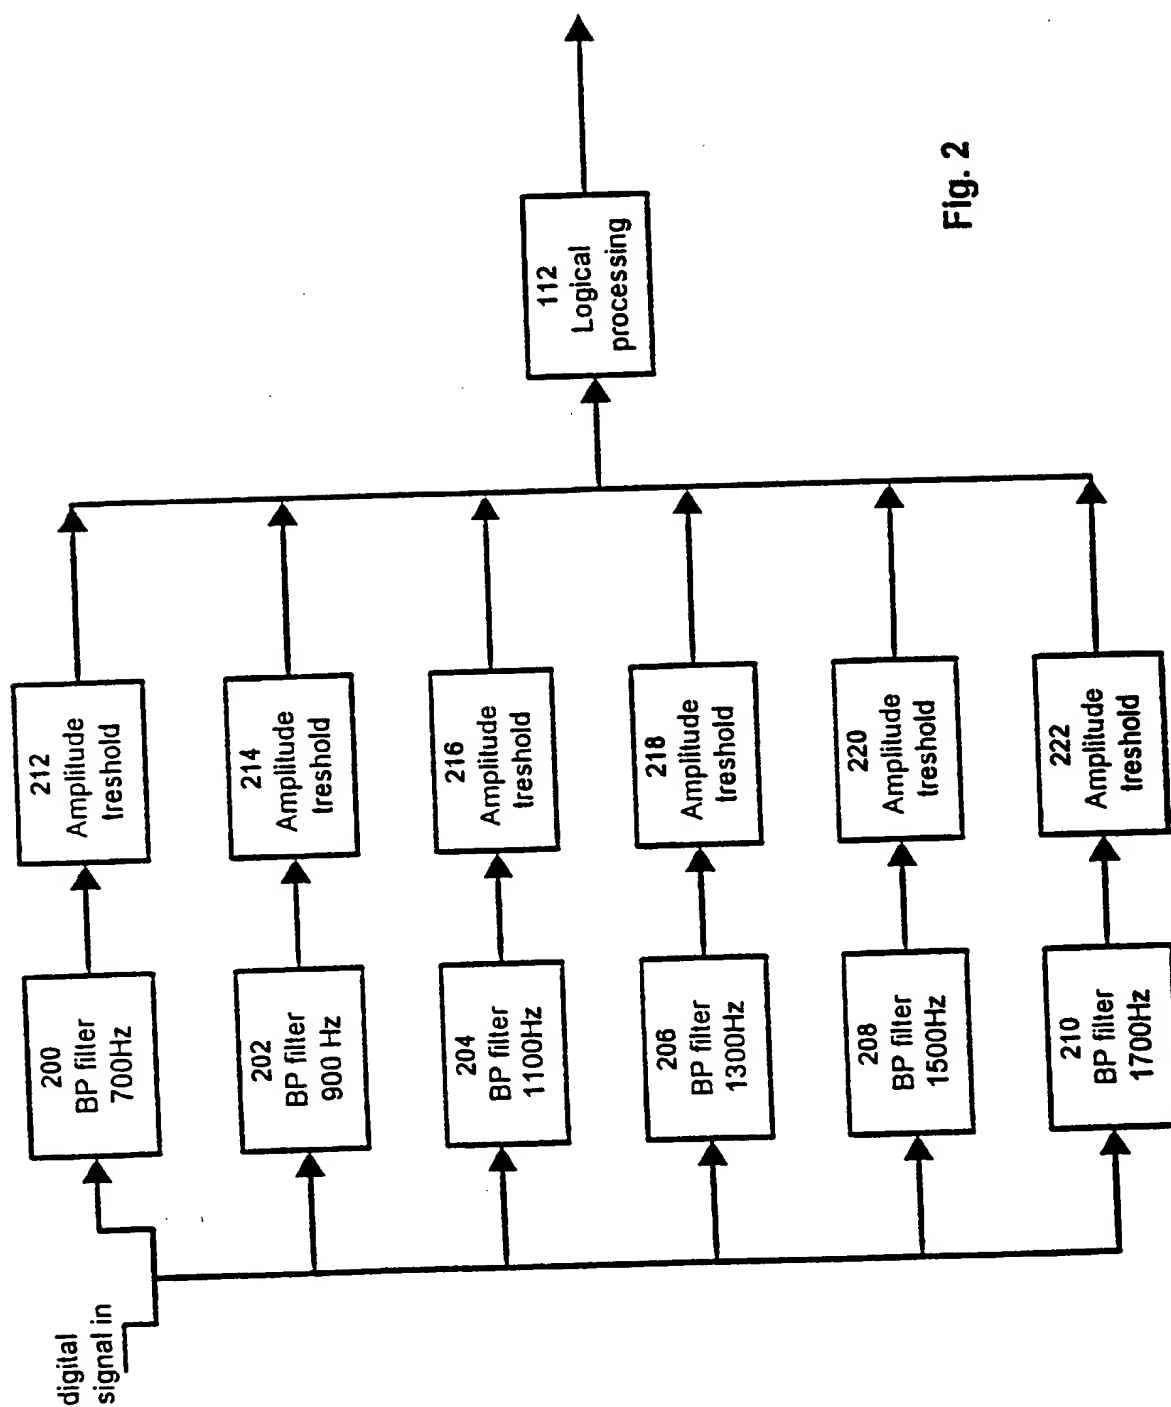 digital
signal in
200
BP filter
700Hz
212
Amplitude
treshold
202
BP filter
900 Hz
214
Amplitude
treshold
204
BP filter
1100Hz
216
Amplitude
treshold
206
BP filter
1300Hz
218
Amplitude
treshold
208
BP filter
1500Hz
220
Amplitude
treshold
210
BP filter
1700Hz
222
Amplitude
treshold
112
Logical
processing
Fig. 2